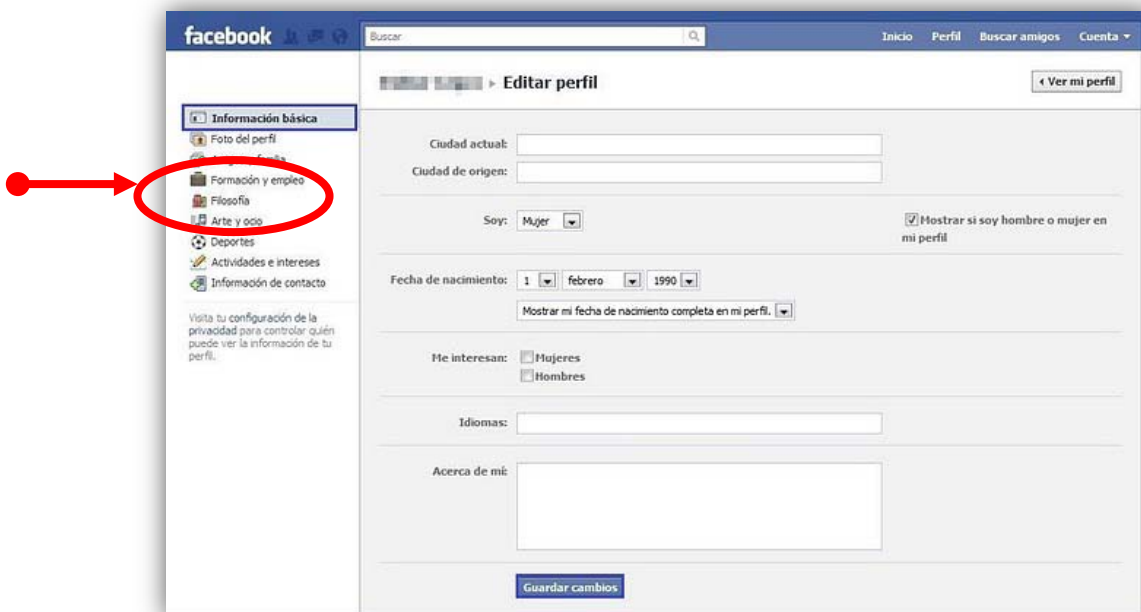 facebook
Buscar
Inicio Perfil Buscar amigos Cuenta
Editar perfil
Ver mi perfil
Información básica
Foto del perfil
Formación y empleo
Filosofía
Arte y ocio
Deportes
Actividades e intereses
Información de contacto
Visita tu configuración de la
privacidad para controlar quién
puede ver la información de tu
perfil.
Ciudad actual:
Ciudad de origen:
Soy: Mujer
Mostrar si soy hombre o mujer en
mi perfil
Fecha de nacimiento: 1 febrero 1990
Mostrar mi fecha de nacimiento completa en mi perfil.
Me interesan: Mujeres
Hombres
Idiomas:
Acerca de mí:
Guardar cambios